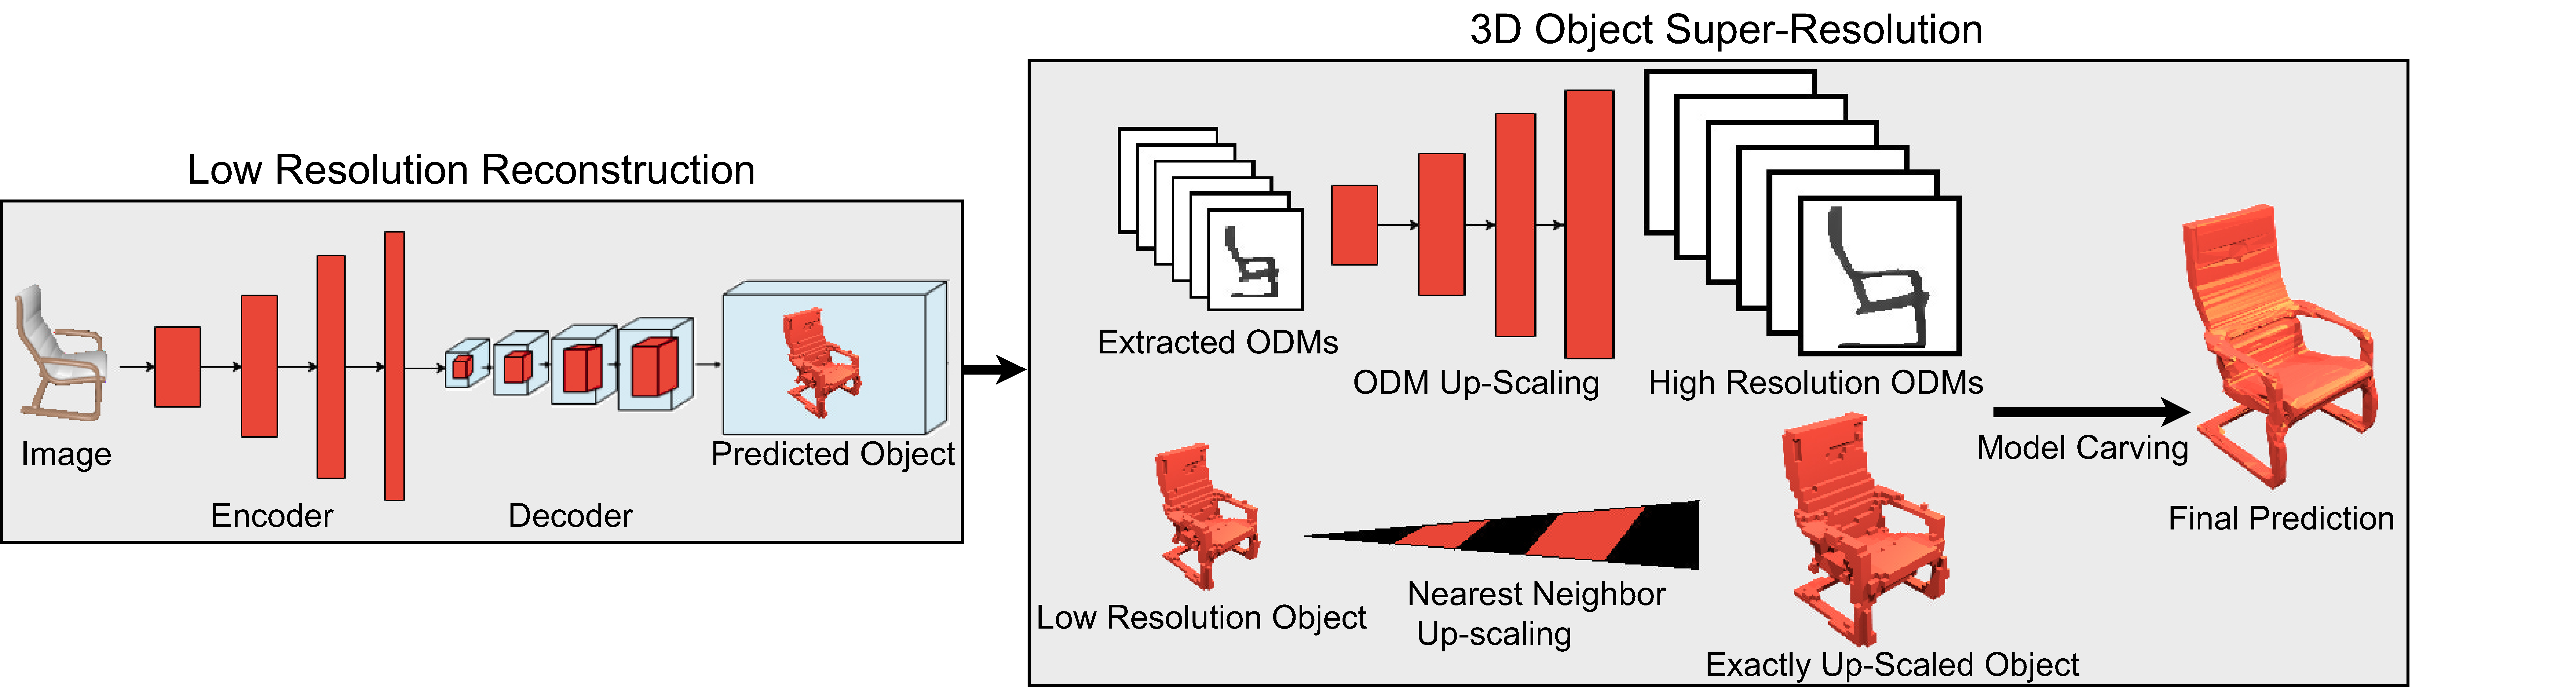 3D Object Super-Resolution
Low Resolution Reconstruction
Extracted ODMs
ODM Up-Scaling
High Resolution ODMs
Image
Predicted Object
Model Carving
Encoder
Decoder
Final Prediction
Low Resolution Object
Nearest Neighbor
Up-scaling
Exactly Up-Scaled Object